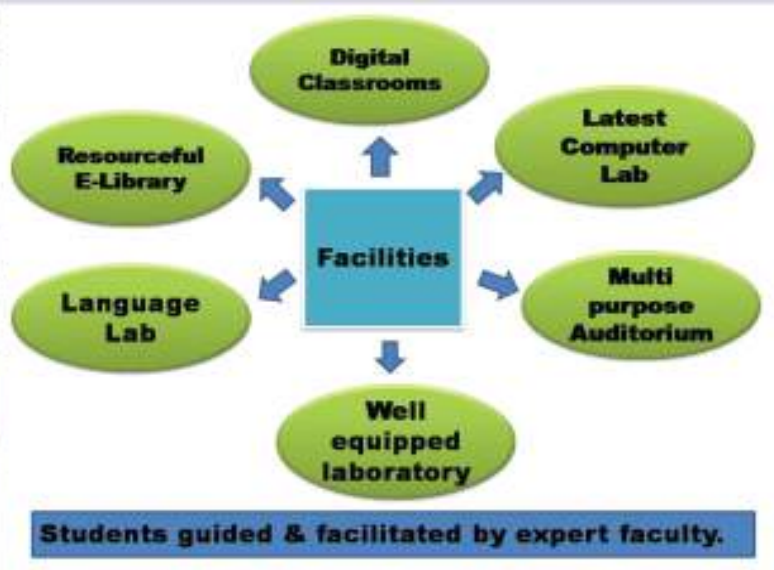 Digital
Classrooms
Resourceful
E-Library
Latest
Computer
Lab
Facilities
Language
Lab
Multi
purpose
Auditorium
Well
equipped
laboratory
Students guided & facilitated by expert faculty.